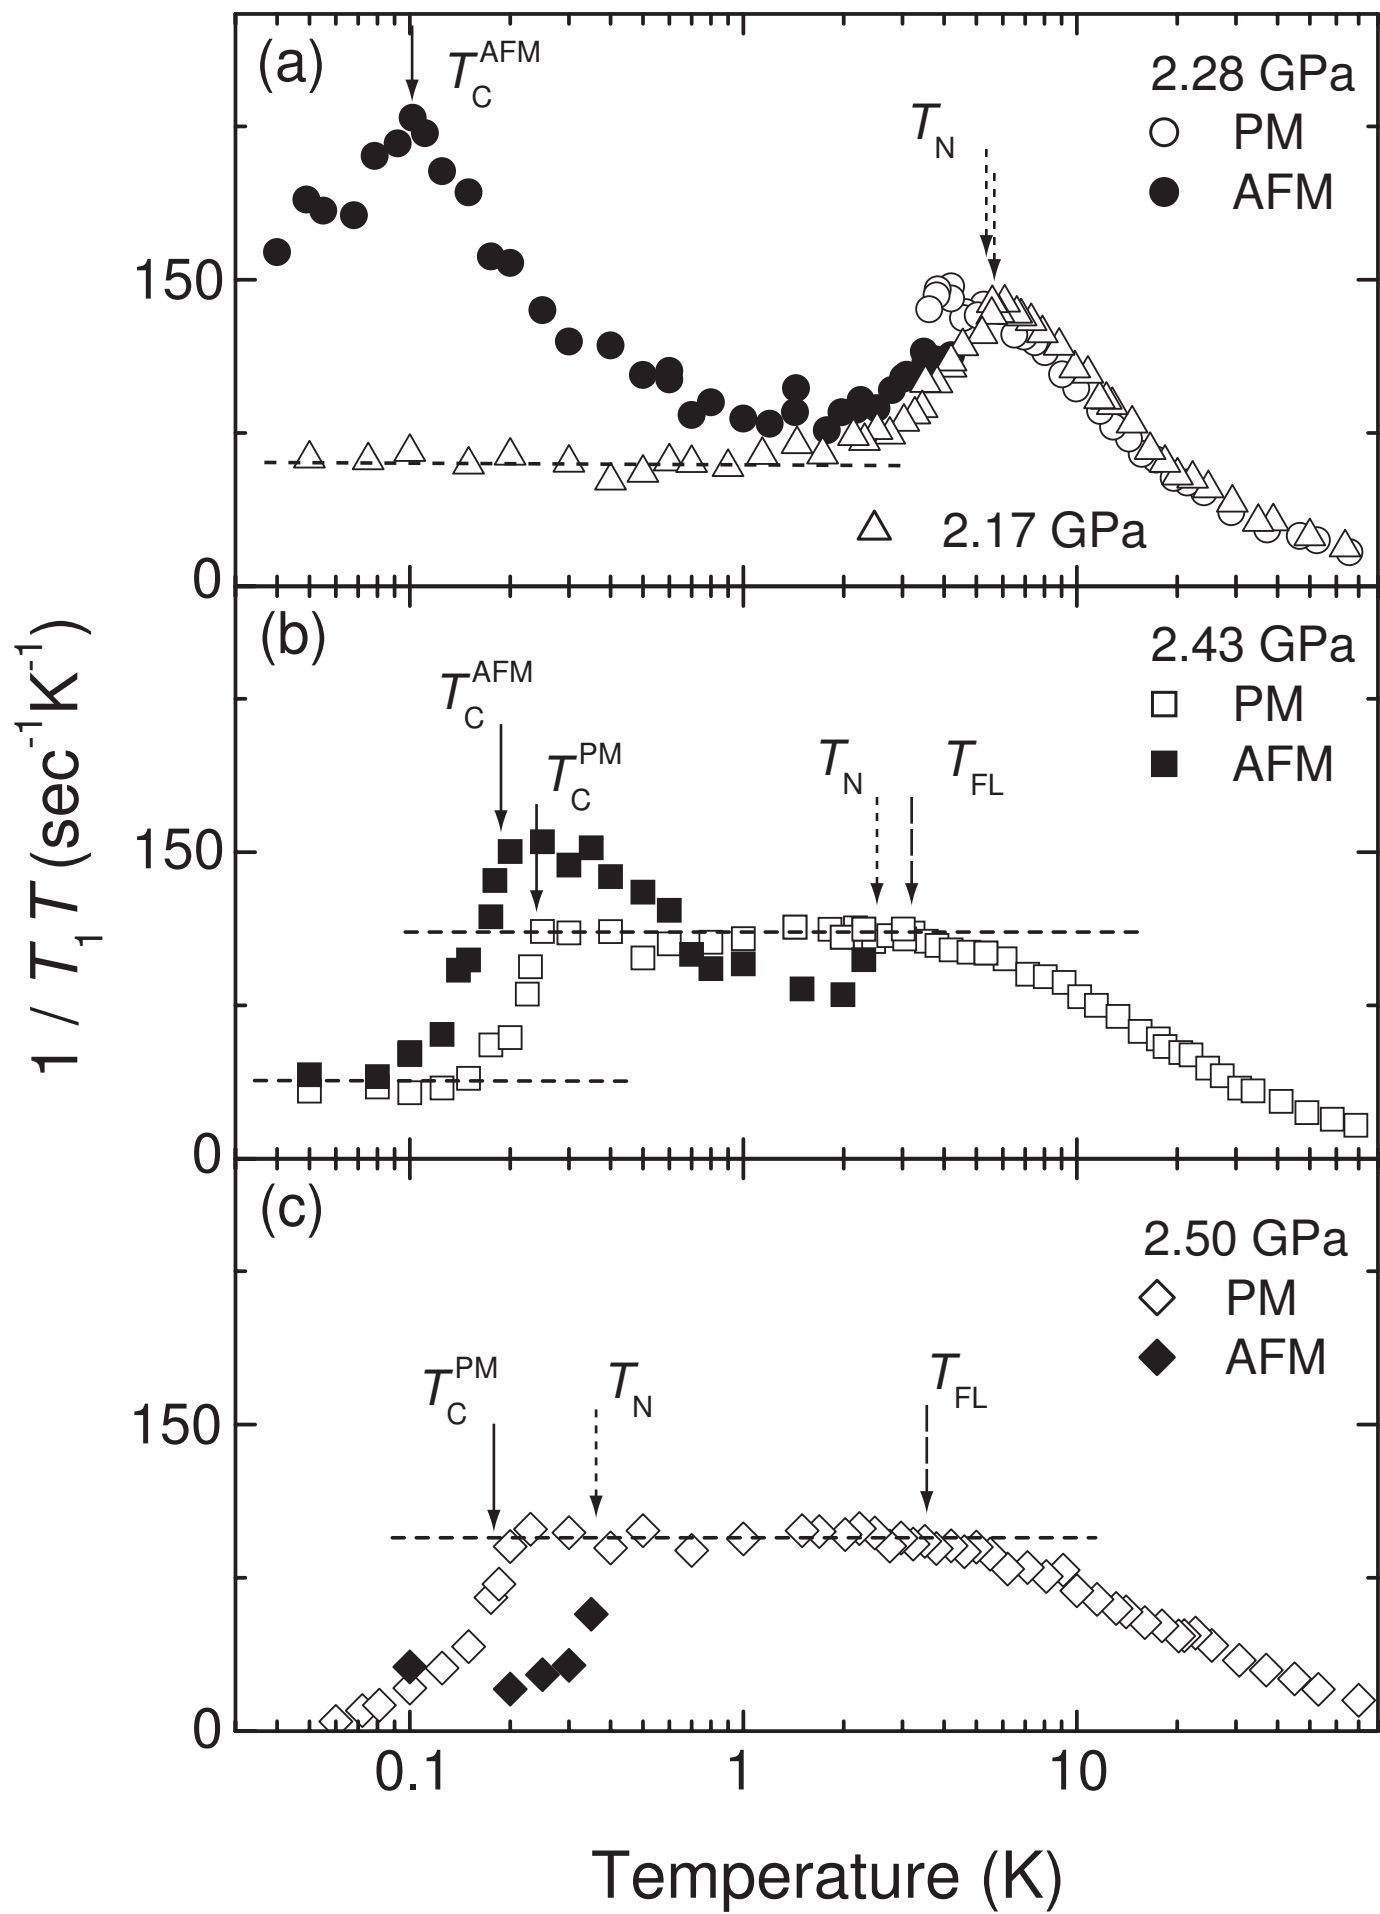 (a)
T_C^AFM
T_N
2.28 GPa
PM
AFM
150
2.17 GPa
0
(b)
T_C^AFM
T_C^PM
T_N
T_FL
2.43 GPa
PM
AFM
150
0
(c)
T_C^PM
T_N
T_FL
2.50 GPa
PM
AFM
150
0
0.1
1
10
Temperature (K)
1 / T_1 T (sec^-1 K^-1)